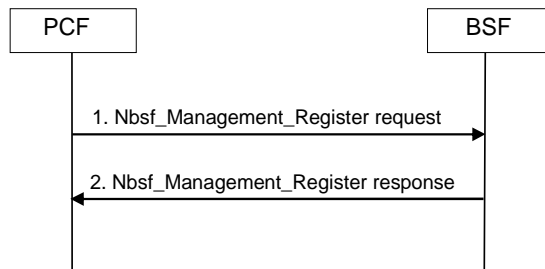 PCF
BSF
1. Nbsf_Management_Register request
2. Nbsf_Management_Register response